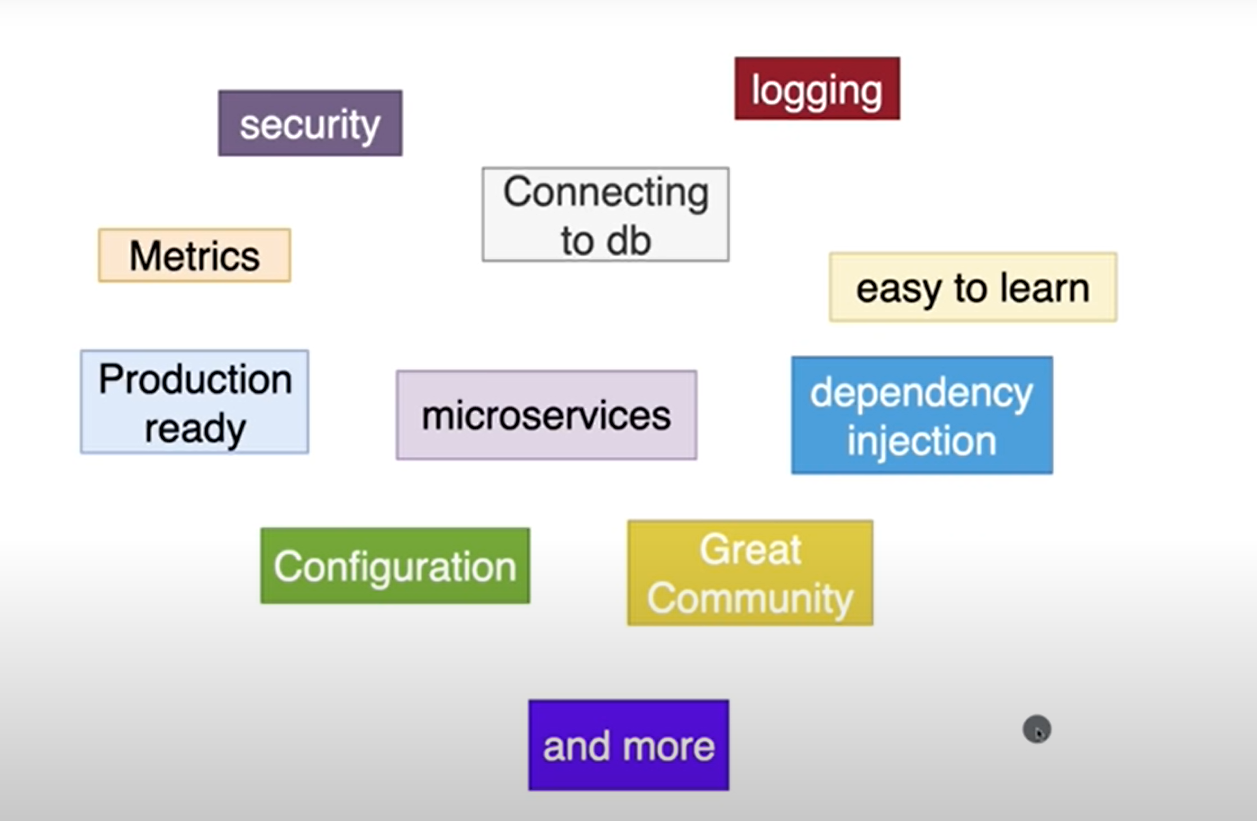 logging
security
Connecting
to db
Metrics
easy to learn
Production
ready
microservices
dependency
injection
Configuration
Great
Community
and more